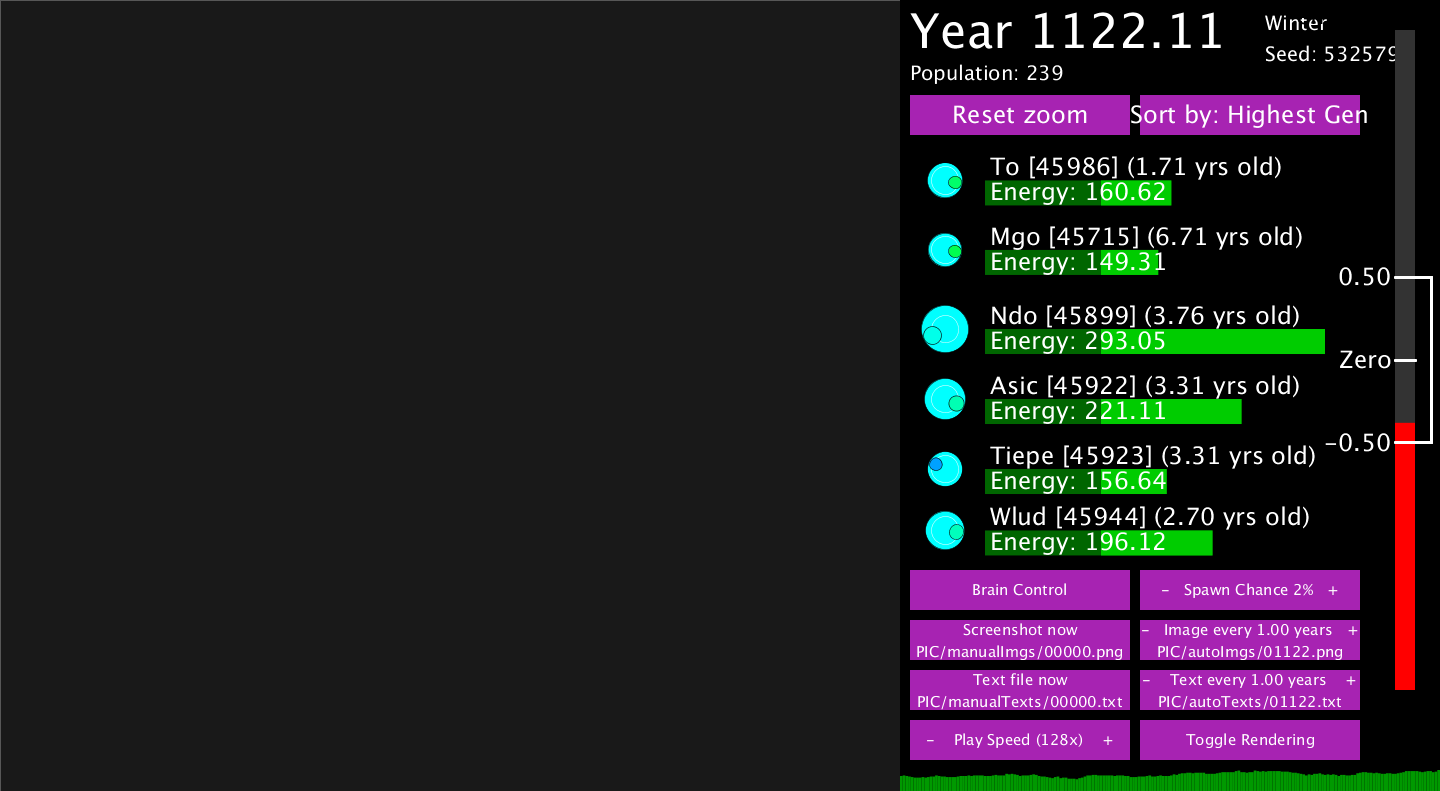 Year 1122.11
Winter
Seed: 532579
Population: 239
Reset zoom
Sort by: Highest Gen
To [45986] (1.71 yrs old)
Energy: 160.62
Mgo [45715] (6.71 yrs old)
Energy: 149.31
0.50
Ndo [45899] (3.76 yrs old)
Energy: 293.05
Zero
Asic [45922] (3.31 yrs old)
Energy: 221.11
-0.50
Tiepe [45923] (3.31 yrs old)
Energy: 156.64
Wlud [45944] (2.70 yrs old)
Energy: 196.12
Brain Control
- Spawn Chance 2% +
Screenshot now
PIC/manualImgs/00000.png
- Image every 1.00 years +
PIC/autoImgs/01122.png
Text file now
PIC/manualTexts/00000.txt
- Text every 1.00 years +
PIC/autoTexts/01122.txt
- Play Speed (128x) +
Toggle Rendering